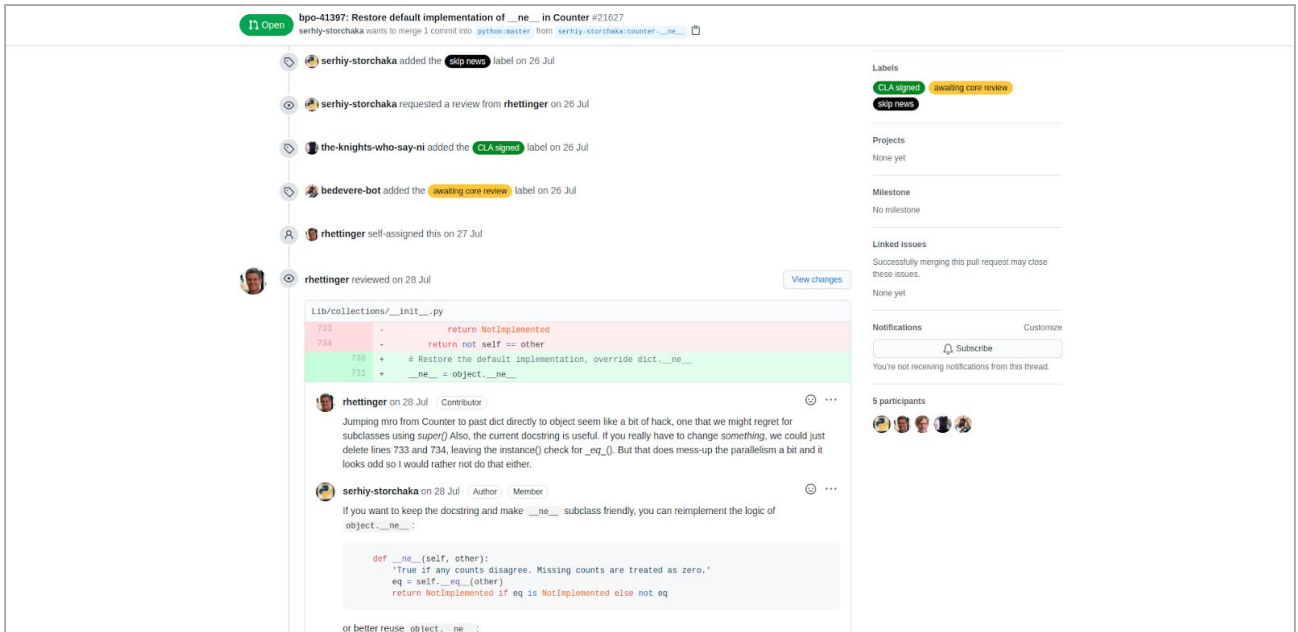 Open
bpo-41397: Restore default implementation of __ne__ in Counter #21627
serhiy-storchaka wants to merge 1 commit into python:master from serhiy-storchaka:counter-__ne__
serhiy-storchaka added the skip news label on 26 Jul
serhiy-storchaka requested a review from rhettinger on 26 Jul
the-knights-who-say-ni added the CLA signed label on 26 Jul
bedevere-bot added the awaiting core review label on 26 Jul
rhettinger self-assigned this on 27 Jul
rhettinger reviewed on 28 Jul
View changes
Lib/collections/__init__.py
733 - return NotImplemented
734 - return not self == other
730 + # Restore the default implementation, override dict.__ne__
731 + __ne__ = object.__ne__
rhettinger on 28 Jul Contributor
Jumping mro from Counter to past dict directly to object seem like a bit of hack, one that we might regret for
subclasses using super() Also, the current docstring is useful. If you really have to change something, we could just
delete lines 733 and 734, leaving the instance() check for _eq_(). But that does mess-up the parallelism a bit and it
looks odd so I would rather not do that either.
serhiy-storchaka on 28 Jul Author Member
If you want to keep the docstring and make __ne__ subclass friendly, you can reimplement the logic of
object.__ne__ :
def __ne__(self, other):
'True if any counts disagree. Missing counts are treated as zero.'
eq = self.__eq__(other)
return NotImplemented if eq is NotImplemented else not eq
or better reuse object.__ne__ :
Labels
CLA signed awaiting core review
skip news
Projects
None yet
Milestone
No milestone
Linked issues
Successfully merging this pull request may close
these issues.
None yet
Notifications Customize
Subscribe
You're not receiving notifications from this thread.
5 participants